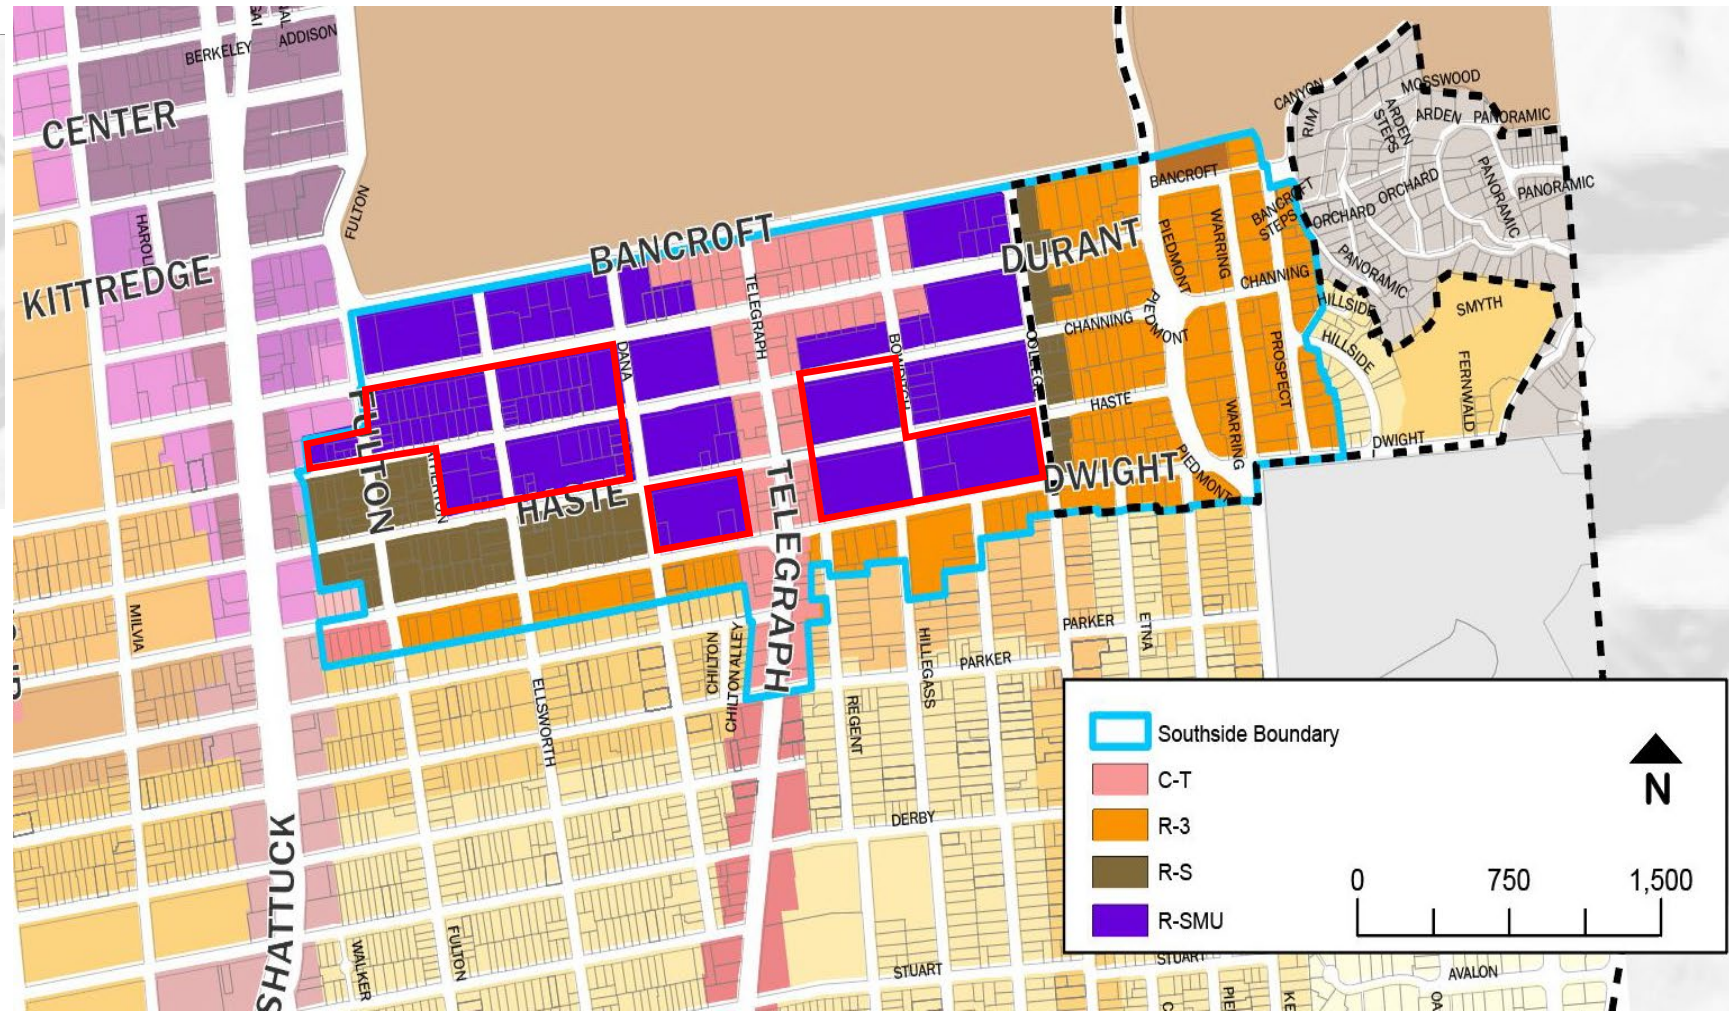 BERKELEY
ADDISON
CENTER
CANYON
MOSSWOOD
RIM
ARDEN STEPS
ARDEN
PANORAMIC
FULTON
BANCROFT
ORCHARD
PANORAMIC
PANORAMIC
PIEDMONT
WARRING
BANCROFT STEPS
ORCHARD
BANCROFT
DURANT
KITTREDGE
TELEGRAPH
CHANNING
PANORAMIC
HILLSIDE
SMYTH
CHANNING
PIEDMONT
HILLSIDE
DANA
PROSPECT
FERNWALD
FULTON
HASTE
WARRING
DWIGHT
HASTE
TELEGRAPH
DWIGHT
PIEDMONT
MILVIA
CHILTON
CHILTON ALLEY
HILLEGASS
PARKER
PARKER
ETNA
ELLSWORTH
REGENT
Southside Boundary
C-T
R-3
R-S
R-SMU
N
0 750 1,500
DERBY
SHATTUCK
WALKER
FULTON
STUART
STUART
AVALON